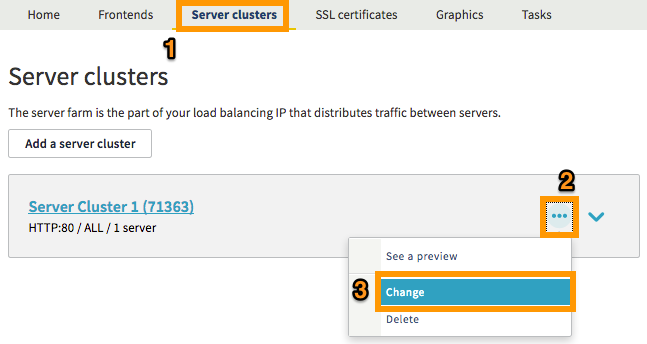 Home Frontends Server clusters SSL certificates Graphics Tasks
1
Server clusters
The server farm is the part of your load balancing IP that distributes traffic between servers.
Add a server cluster
2
Server Cluster 1 (71363)
HTTP:80 / ALL / 1 server
See a preview
3
Change
Delete